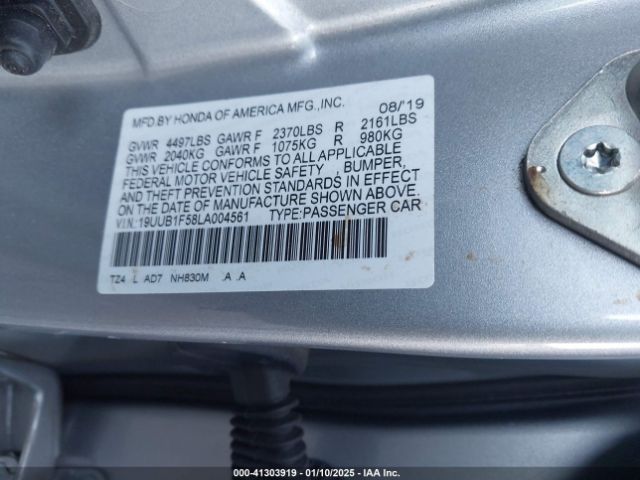 MFD.BY HONDA OF AMERICA MFG.,INC. 08/'19
GVWR 4497LBS GAWR F 2370LBS R 2161LBS
GVWR 2040KG GAWR F 1075KG R 980KG
THIS VEHICLE CONFORMS TO ALL APPLICABLE
FEDERAL MOTOR VEHICLE SAFETY , BUMPER,
AND THEFT PREVENTION STANDARDS IN EFFECT
ON THE DATE OF MANUFACTURE SHOWN ABOVE.
V.I.N.:19UUB1F58LA004561 TYPE:PASSENGER CAR
TZ4 L AD7 NH830M .A .A
000-41303919 - 01/10/2025 - IAA Inc.